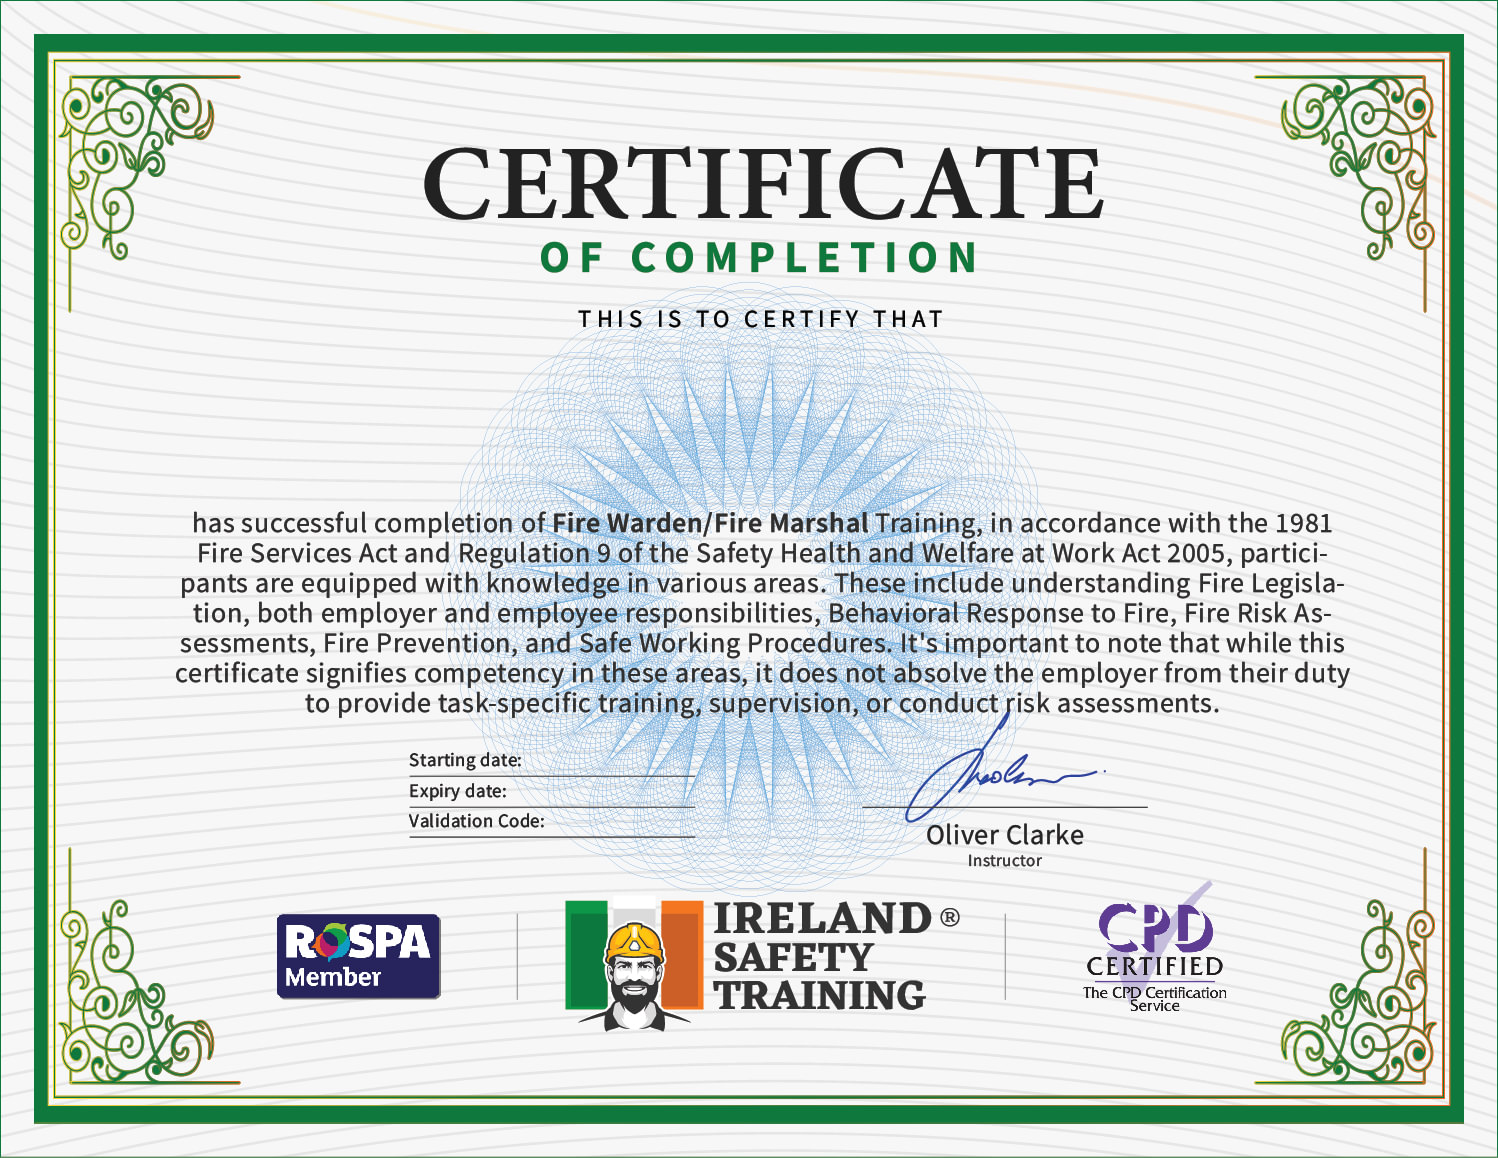 CERTIFICATE
OF COMPLETION
THIS IS TO CERTIFY THAT
has successful completion of Fire Warden/Fire Marshal Training, in accordance with the 1981
Fire Services Act and Regulation 9 of the Safety Health and Welfare at Work Act 2005, partici-
pants are equipped with knowledge in various areas. These include understanding Fire Legisla-
tion, both employer and employee responsibilities, Behavioral Response to Fire, Fire Risk As-
sessments, Fire Prevention, and Safe Working Procedures. It's important to note that while this
certificate signifies competency in these areas, it does not absolve the employer from their duty
to provide task-specific training, supervision, or conduct risk assessments.
Starting date:
Expiry date:
Validation Code:
Oliver Clarke
Instructor
RoSPA
Member
IRELAND ®
SAFETY
TRAINING
CPD
CERTIFIED
The CPD Certification
Service